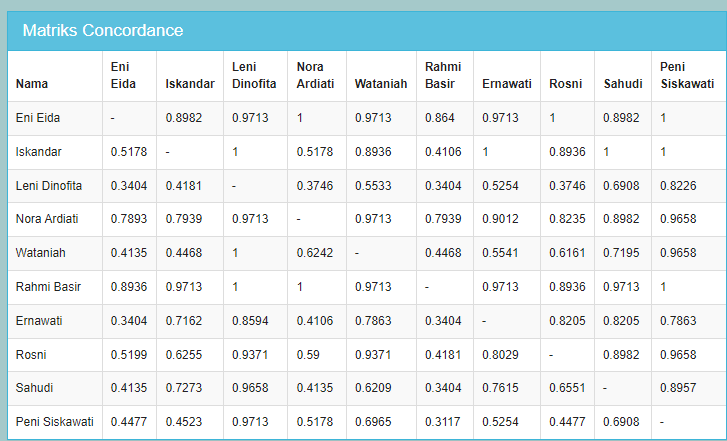 Matriks Concordance
Nama Eni Eida Iskandar Leni Dinofita Nora Ardiati Wataniah Rahmi Basir Ernawati Rosni Sahudi Peni Siskawati
Eni Eida - 0.8982 0.9713 1 0.9713 0.864 0.9713 1 0.8982 1
Iskandar 0.5178 - 1 0.5178 0.8936 0.4106 1 0.8936 1 1
Leni Dinofita 0.3404 0.4181 - 0.3746 0.5533 0.3404 0.5254 0.3746 0.6908 0.8226
Nora Ardiati 0.7893 0.7939 0.9713 - 0.9713 0.7939 0.9012 0.8235 0.8982 0.9658
Wataniah 0.4135 0.4468 1 0.6242 - 0.4468 0.5541 0.6161 0.7195 0.9658
Rahmi Basir 0.8936 0.9713 1 1 0.9713 - 0.9713 0.8936 0.9713 1
Ernawati 0.3404 0.7162 0.8594 0.4106 0.7863 0.3404 - 0.8205 0.8205 0.7863
Rosni 0.5199 0.6255 0.9371 0.59 0.9371 0.4181 0.8029 - 0.8982 0.9658
Sahudi 0.4135 0.7273 0.9658 0.4135 0.6209 0.3404 0.7615 0.6551 - 0.8957
Peni Siskawati 0.4477 0.4523 0.9713 0.5178 0.6965 0.3117 0.5254 0.4477 0.6908 -